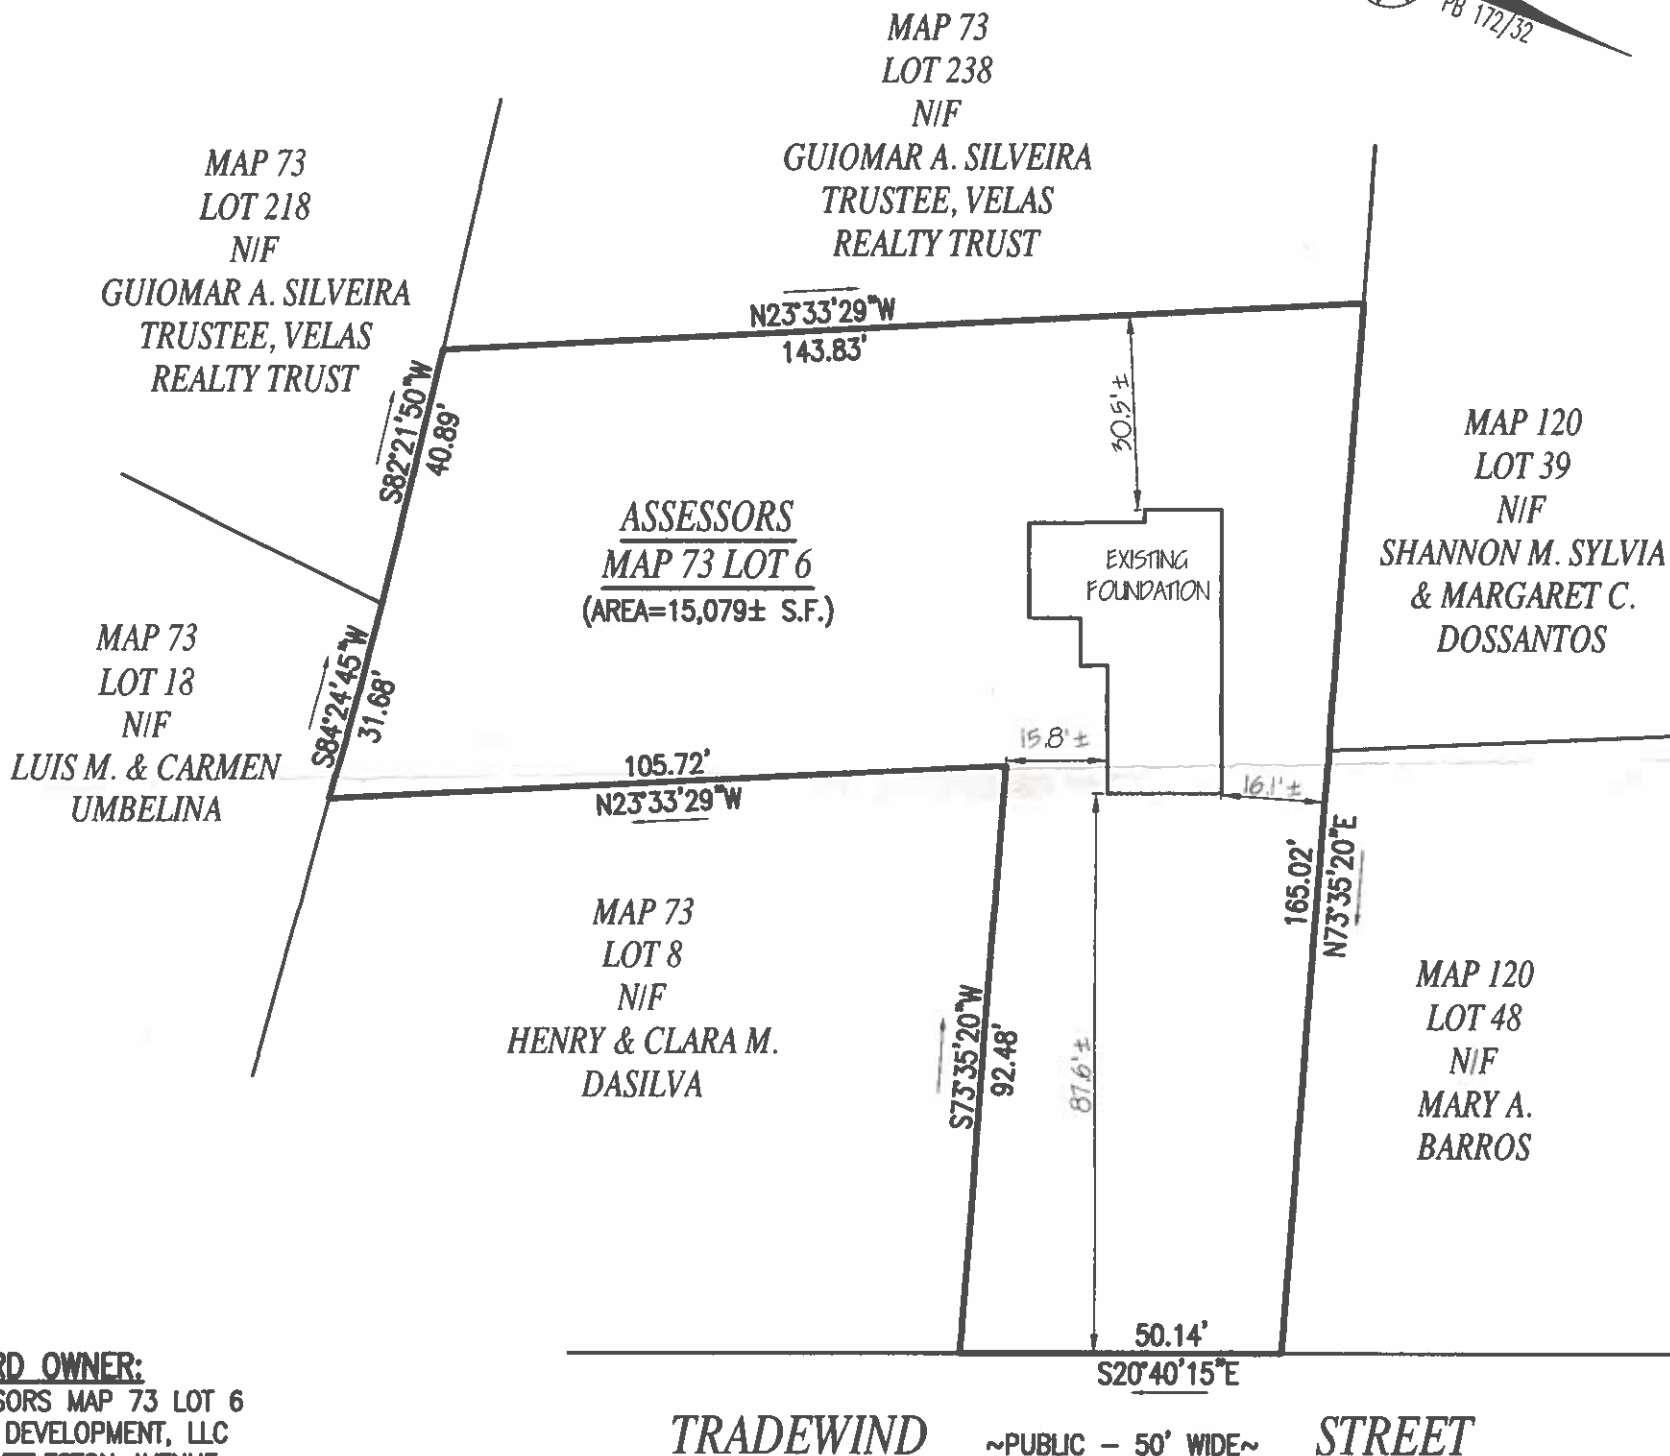 PB 172/32
MAP 73
LOT 238
N/F
GUIOMAR A. SILVEIRA
TRUSTEE, VELAS
REALTY TRUST
MAP 73
LOT 218
N/F
GUIOMAR A. SILVEIRA
TRUSTEE, VELAS
REALTY TRUST
N23°33'29"W
143.83'
S82°21'50"W
40.89'
30.5'±
MAP 120
LOT 39
N/F
SHANNON M. SYLVIA
& MARGARET C.
DOSSANTOS
ASSESSORS
MAP 73 LOT 6
(AREA=15,079± S.F.)
EXISTING
FOUNDATION
MAP 73
LOT 18
N/F
LUIS M. & CARMEN
UMBELINA
S84°24'45"W
31.68'
105.72'
N23°33'29"W
15.8'±
16.1'±
165.02'
N73°35'20"E
MAP 73
LOT 8
N/F
HENRY & CLARA M.
DASILVA
S73°35'20"W
92.48'
87.6'±
MAP 120
LOT 48
N/F
MARY A.
BARROS
50.14'
S20°40'15"E
RD OWNER:
SORS MAP 73 LOT 6
DEVELOPMENT, LLC
TRADEWIND ~PUBLIC – 50' WIDE~ STREET